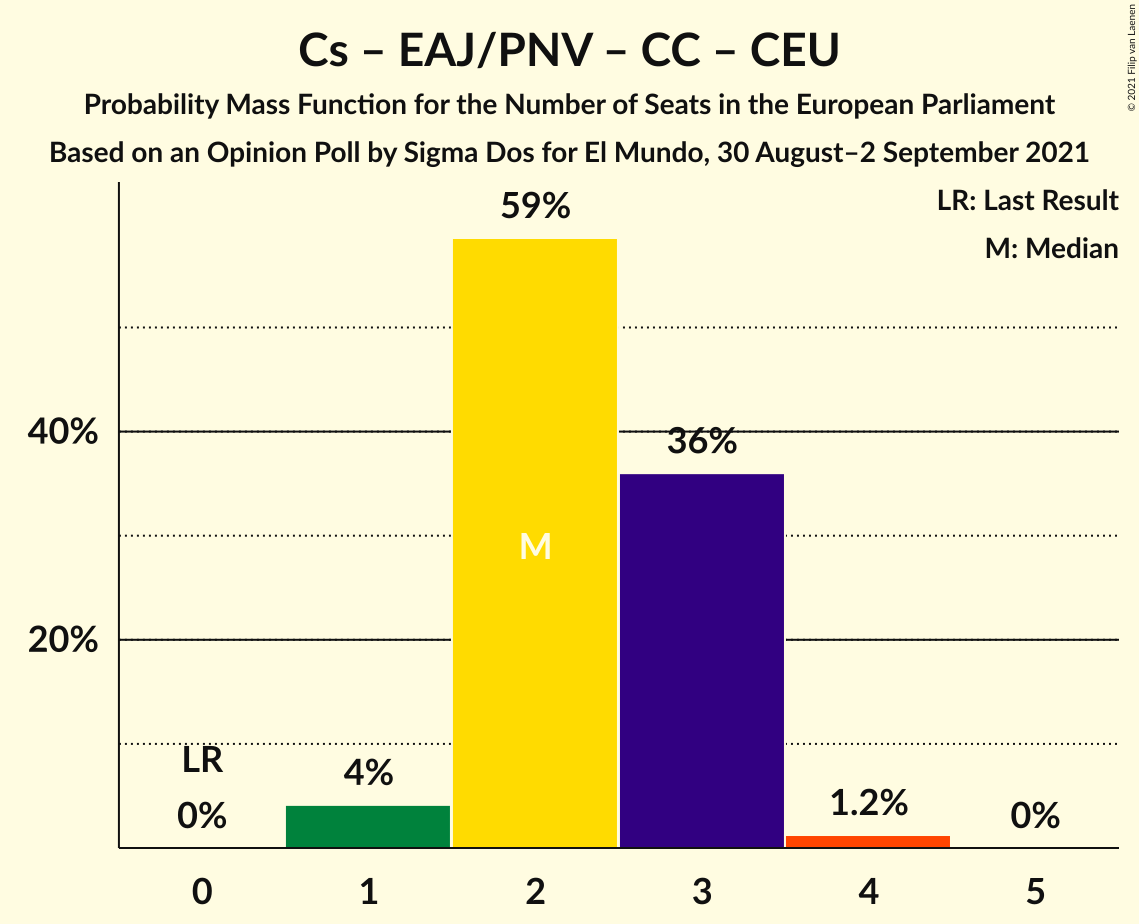 Cs – EAJ/PNV – CC – CEU
Probability Mass Function for the Number of Seats in the European Parliament
Based on an Opinion Poll by Sigma Dos for El Mundo, 30 August–2 September 2021
© 2021 Filip van Laenen
LR: Last Result
M: Median
59%
40%
36%
M
20%
LR
4%
0%
1.2%
0%
0 1 2 3 4 5